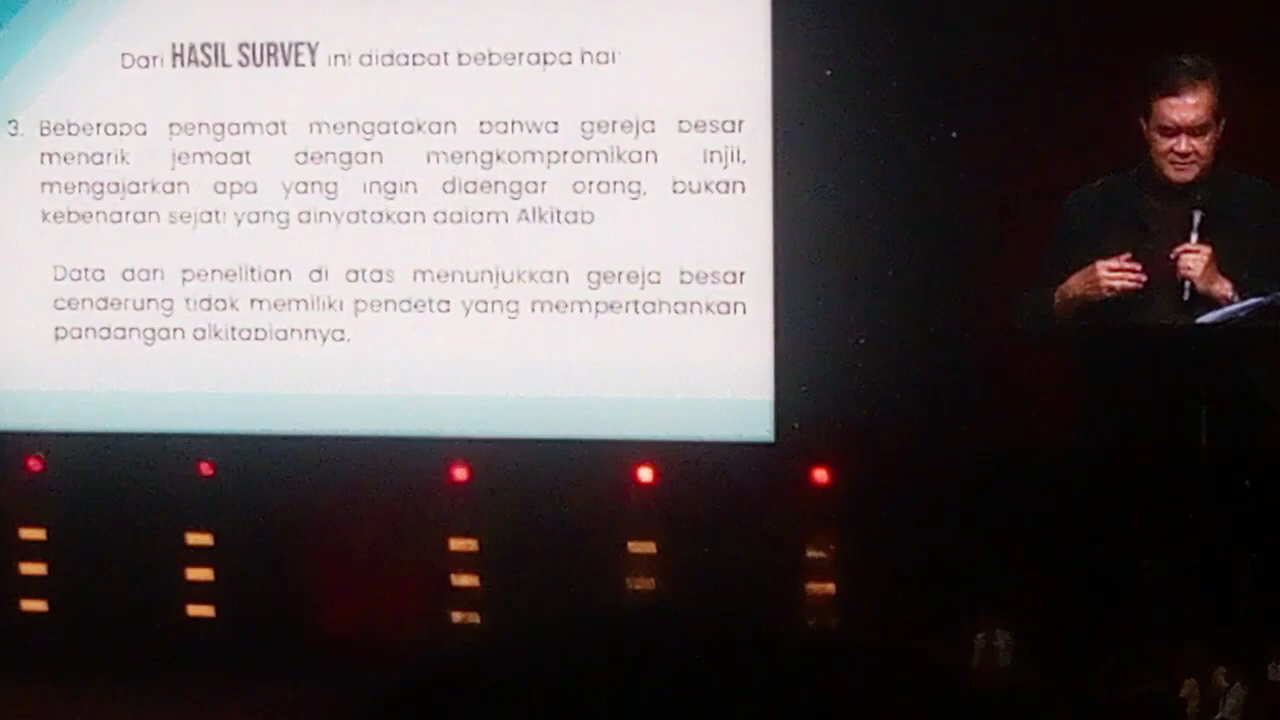 Dari HASIL SURVEY ini didapat beberapa hal:
3. Beberapa pengamat mengatakan bahwa gereja besar
menarik jemaat dengan mengkompromikan Injil,
mengajarkan apa yang ingin didengar orang, bukan
kebenaran sejati yang dinyatakan dalam Alkitab
Data dari penelitian di atas menunjukkan gereja besar
cenderung tidak memiliki pendeta yang mempertahankan
pandangan alkitabiahnya.